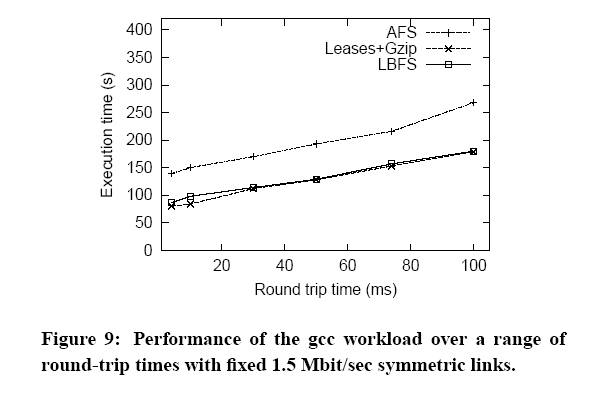 400
350
300
250
200
150
100
50
0
Execution time (s)
AFS
Leases+Gzip
LBFS
20 40 60 80 100
Round trip time (ms)
Figure 9: Performance of the gcc workload over a range of
round-trip times with fixed 1.5 Mbit/sec symmetric links.